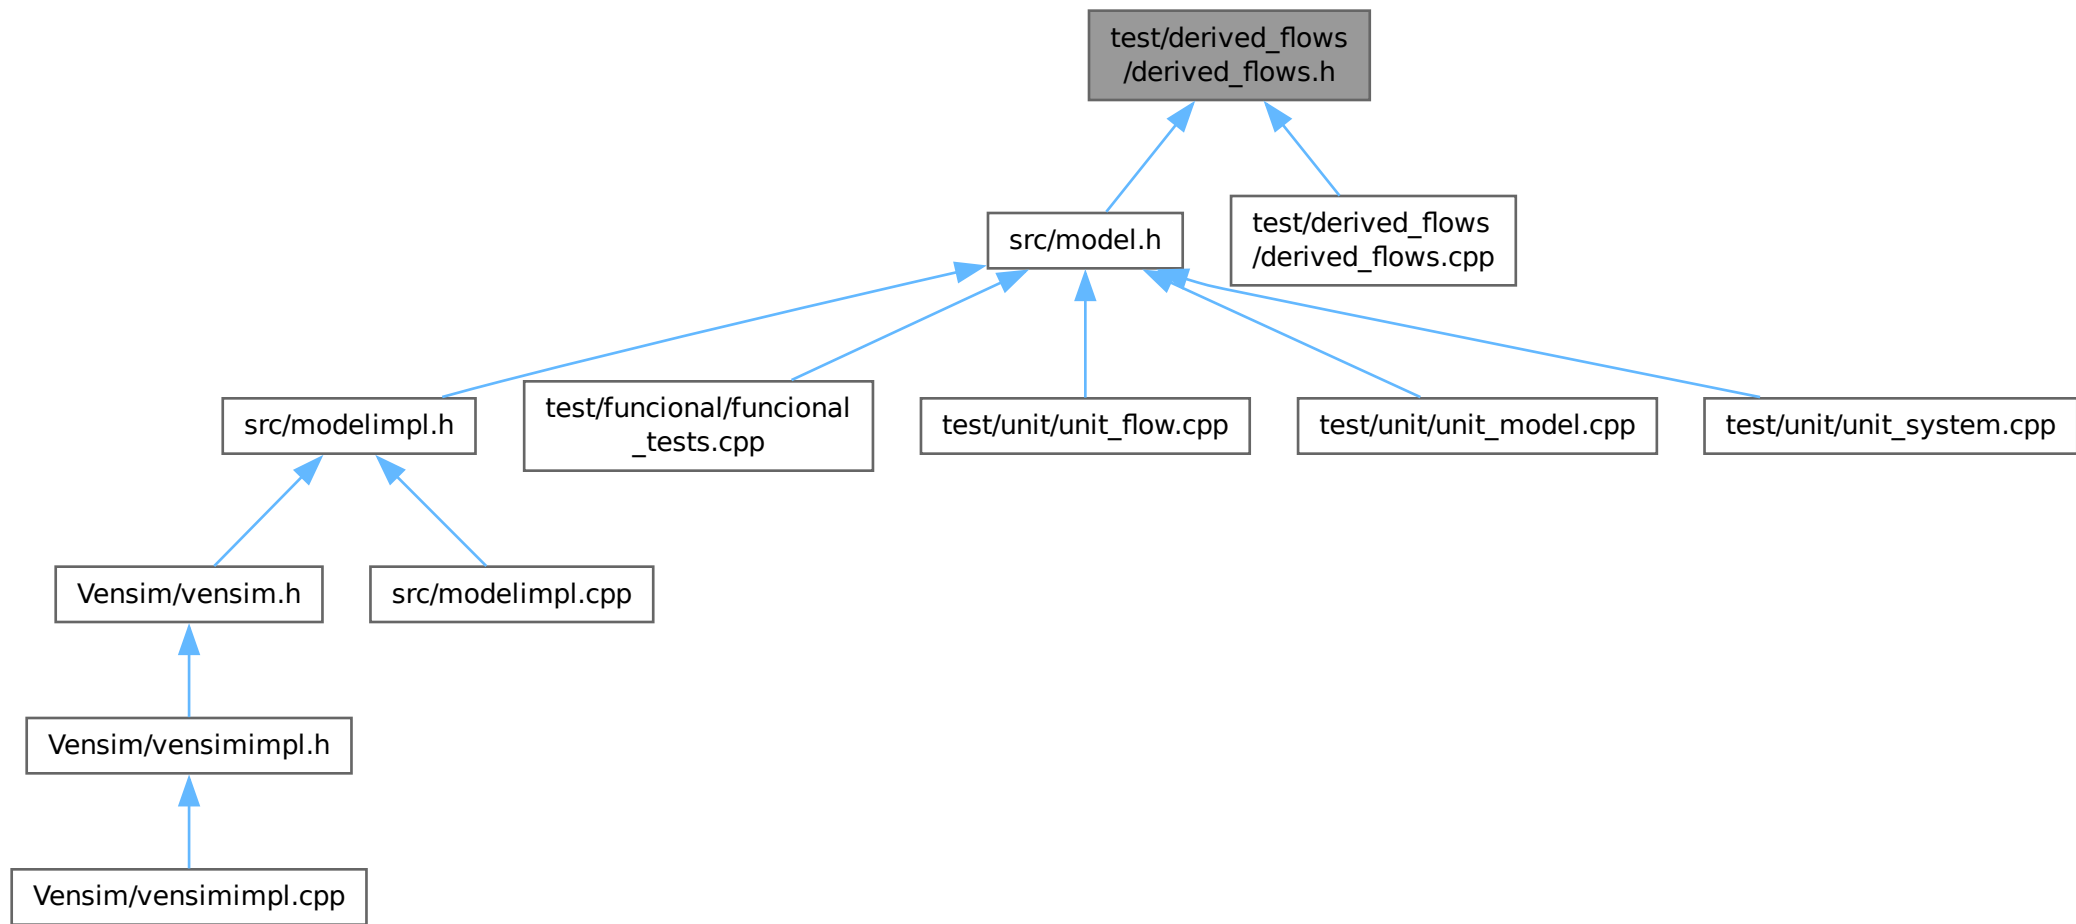 test/derived_flows
/derived_flows.h
src/model.h
test/derived_flows
/derived_flows.cpp
src/modelimpl.h
test/funcional/funcional
_tests.cpp
test/unit/unit_flow.cpp
test/unit/unit_model.cpp
test/unit/unit_system.cpp
Vensim/vensim.h
src/modelimpl.cpp
Vensim/vensimimpl.h
Vensim/vensimimpl.cpp